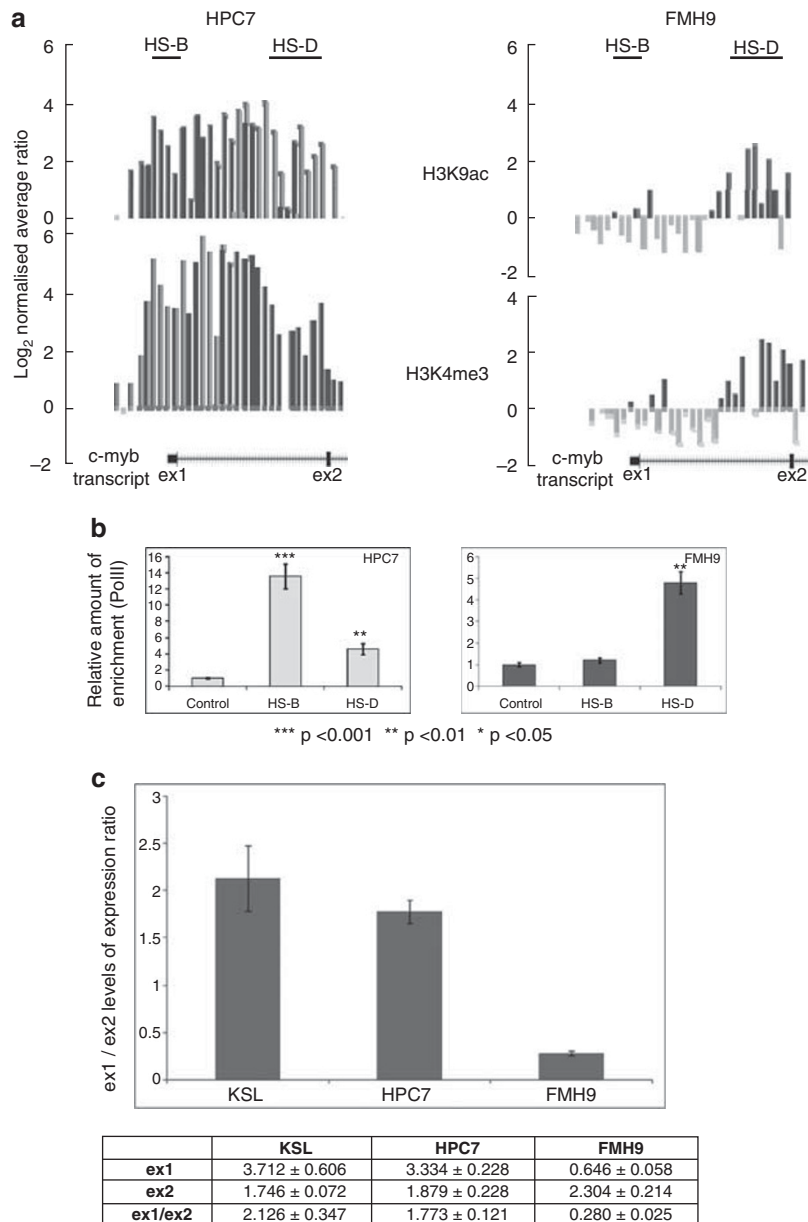 a
HPC7
FMH9
HS-B HS-D
HS-B HS-D
Log2 normalised average ratio
6
4
2
0
6
4
2
0
−2
6
4
2
0
-2
4
2
0
−2
H3K9ac
H3K4me3
c-myb transcript
ex1 ex2
c-myb transcript
ex1 ex2
b
Relative amount of enrichment (PolII)
16
14
12
10
8
6
4
2
0
HPC7
***
**
Control HS-B HS-D
6
5
4
3
2
1
0
FMH9
**
Control HS-B HS-D
*** p <0.001 ** p <0.01 * p <0.05
c
ex1 / ex2 levels of expression ratio
3
2.5
2
1.5
1
0.5
0
KSL HPC7 FMH9
KSL HPC7 FMH9
ex1 3.712 ± 0.606 3.334 ± 0.228 0.646 ± 0.058
ex2 1.746 ± 0.072 1.879 ± 0.228 2.304 ± 0.214
ex1/ex2 2.126 ± 0.347 1.773 ± 0.121 0.280 ± 0.025